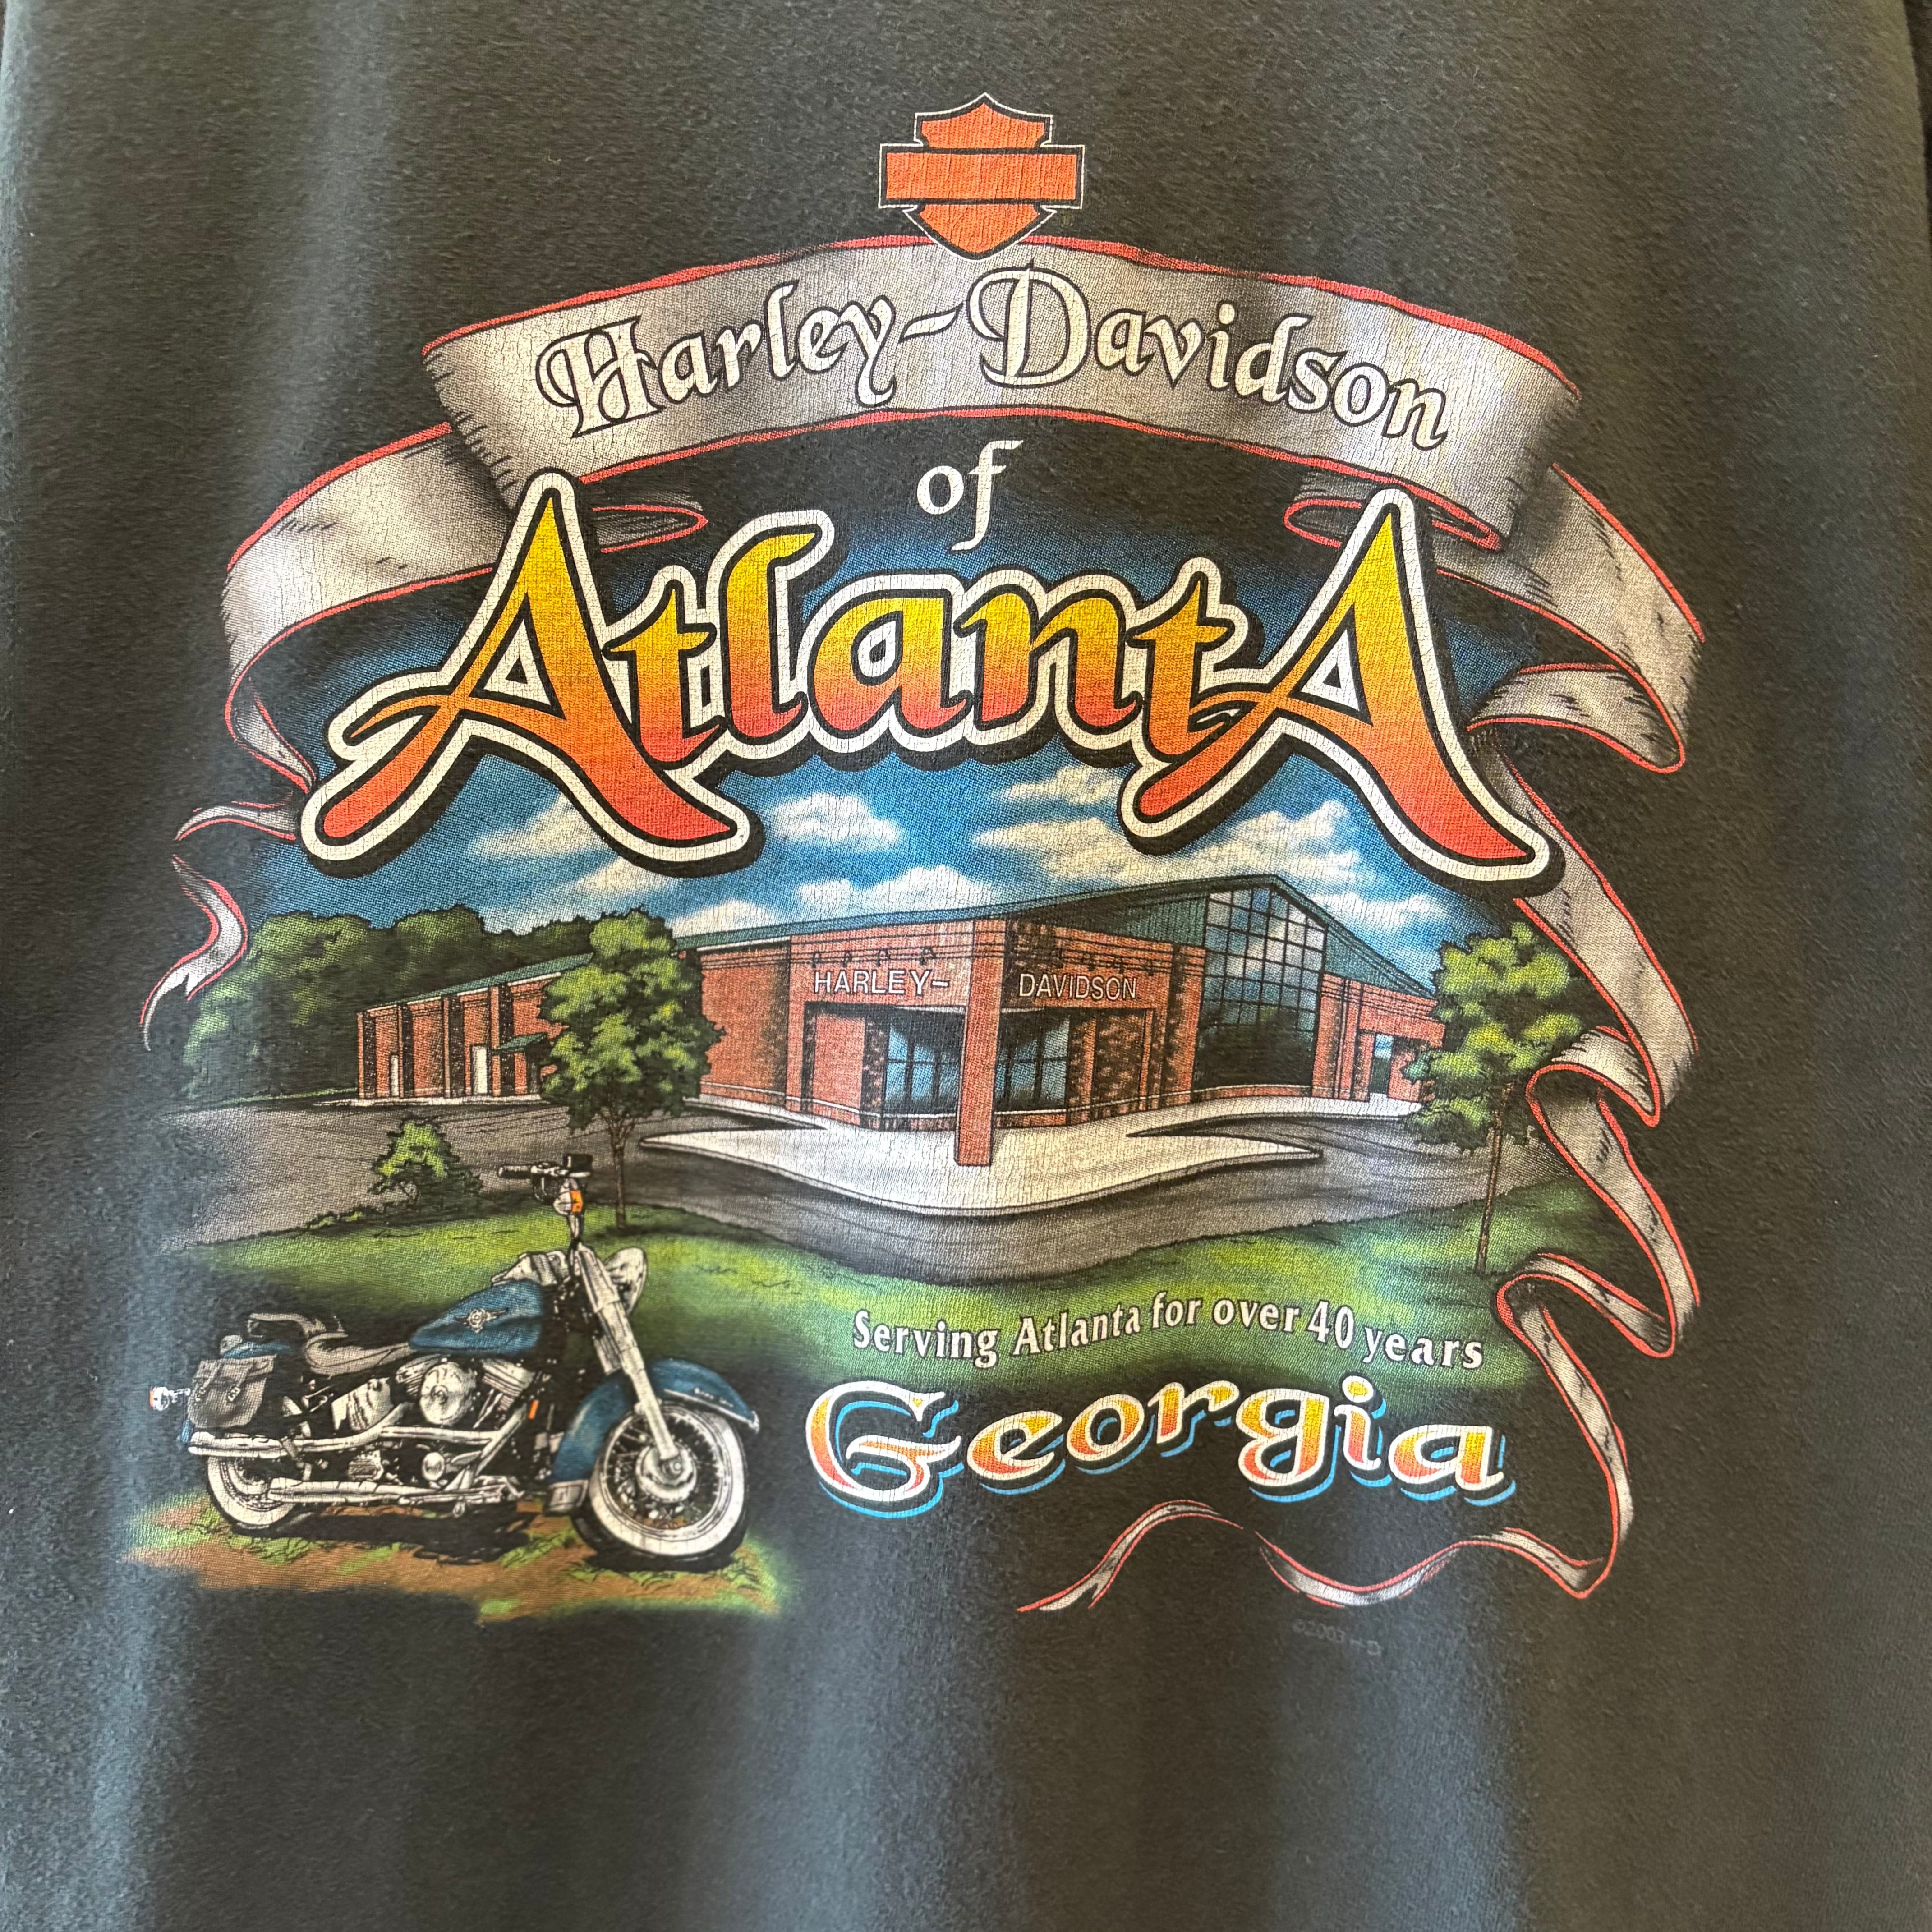 Harley-Davidson
of
AtlantA
HARLEY- DAVIDSON
Serving Atlanta for over 40 years
Georgia